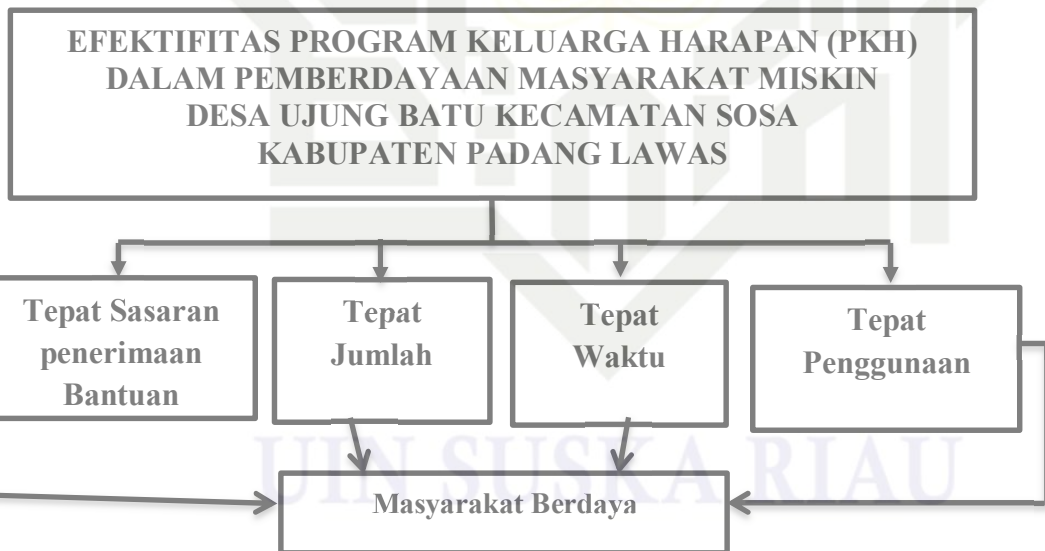 EFEKTIFITAS PROGRAM KELUARGA HARAPAN (PKH)
DALAM PEMBERDAYAAN MASYARAKAT MISKIN
DESA UJUNG BATU KECAMATAN SOSA
KABUPATEN PADANG LAWAS
Tepat Sasaran
penerimaan
Bantuan
Tepat
Jumlah
Tepat
Waktu
Tepat
Penggunaan
UIN SUSKA RIAU
Masyarakat Berdaya